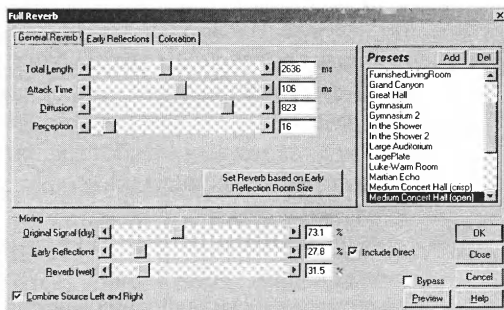 Full Reverb
General Reverb Early Reflections Coloration
Total Length 2636 ms
Attack Time 106 ms
Diffusion 823
Perception 16
Set Reverb based on Early
Reflection Room Size
Presets Add Del
FurnishedLivingRoom
Grand Canyon
Great Hall
Gymnasium
Gymnasium 2
In the Shower
In the Shower 2
Large Auditorium
LargePlate
Luke-Warm Room
Martian Echo
Medium Concert Hall (crisp)
Medium Concert Hall (open)
Mixing
Original Signal (dry) 73.1 %
Early Reflections 27.8 % Include Direct
Reverb (wet) 31.5 %
Combine Source Left and Right
Bypass
Preview
OK
Close
Cancel
Help